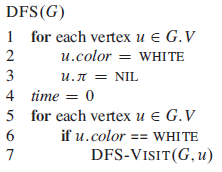 DFS(G)
1 for each vertex u ∈ G.V
2 u.color = WHITE
3 u.π = NIL
4 time = 0
5 for each vertex u ∈ G.V
6 if u.color == WHITE
7 DFS-VISIT(G, u)